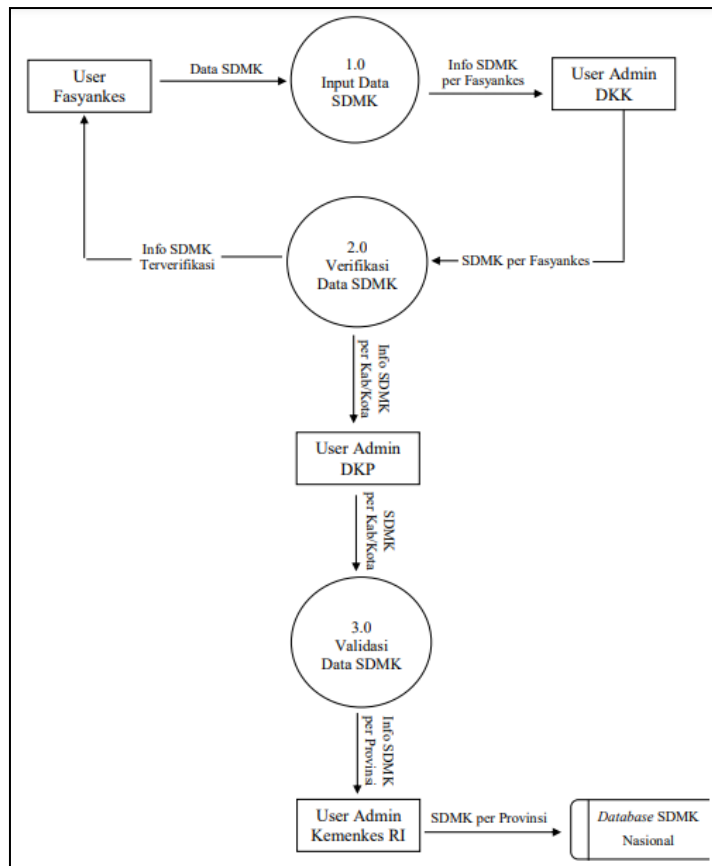 User
Fasyankes
Data SDMK
1.0
Input Data
SDMK
Info SDMK
per Fasyankes
User Admin
DKK
Info SDMK
Terverifikasi
2.0
Verifikasi
Data SDMK
SDMK per Fasyankes
Info SDMK
per Kab/Kota
User Admin
DKP
SDMK
per Kab/Kota
3.0
Validasi
Data SDMK
Info SDMK
per Provinsi
User Admin
Kemenkes RI
SDMK per Provinsi
Database SDMK
Nasional